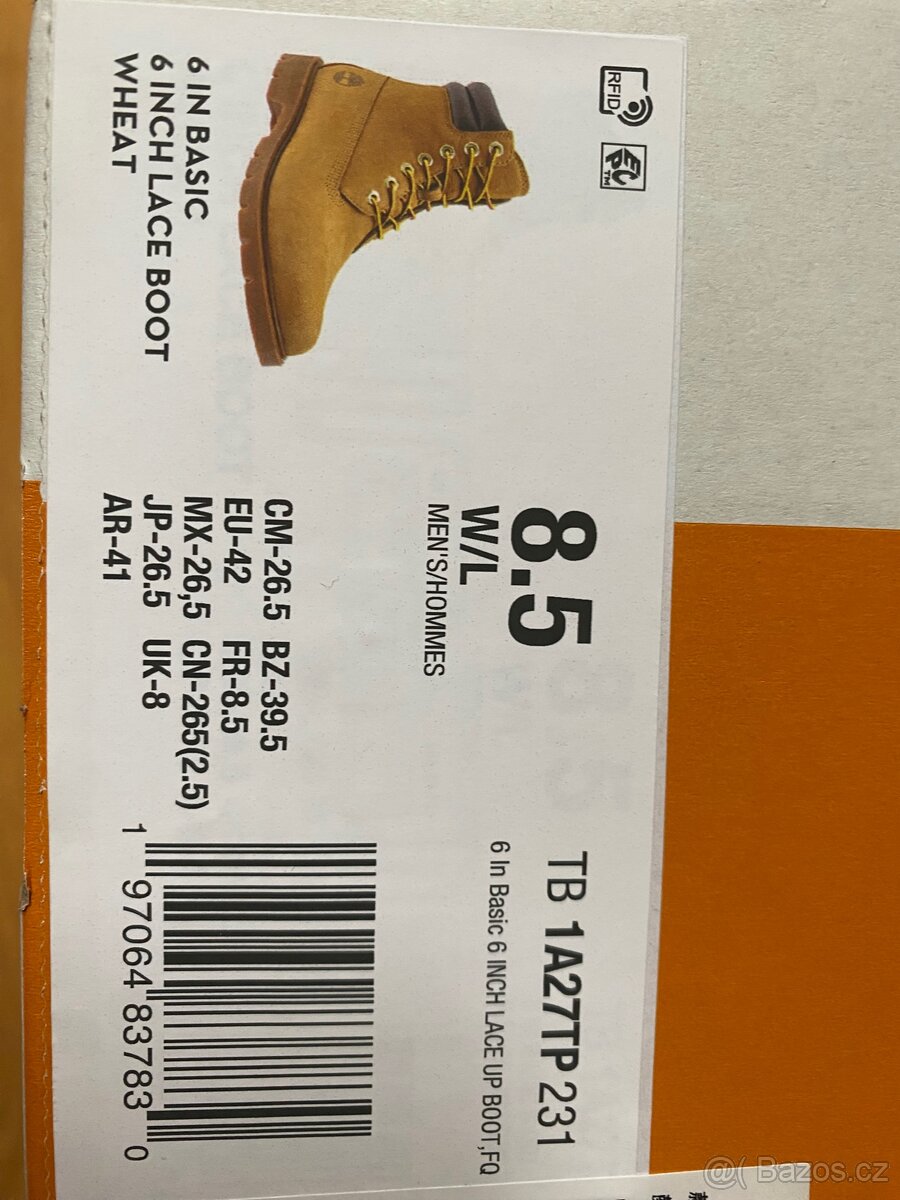 6 IN BASIC
6 INCH LACE BOOT
WHEAT
RFID
EPC™
8.5
W/L
MEN'S/HOMMES
CM-26.5 BZ-39.5
EU-42 FR-8.5
MX-26,5 CN-265(2.5)
JP-26.5 UK-8
AR-41
TB 1A27TP 231
6 In Basic 6 INCH LACE UP BOOT,FQ
1 97064 83783 0
@( Bazos.cz